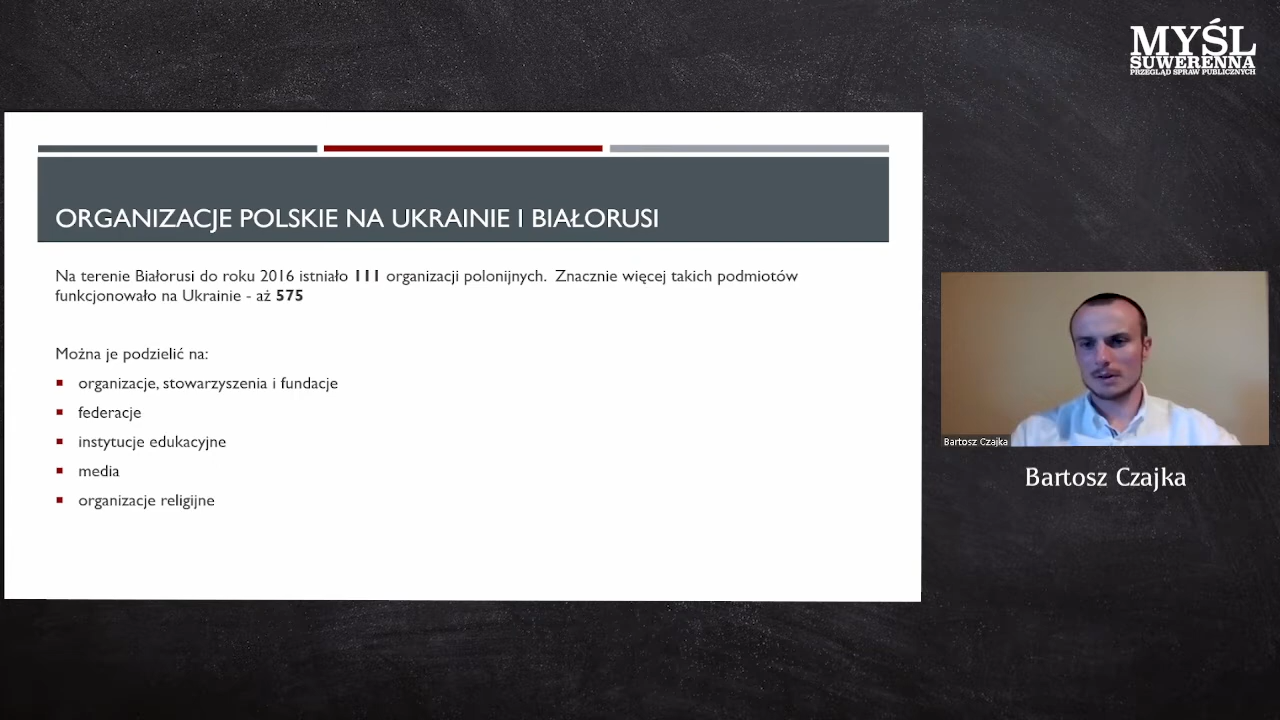 MYŚL
SUWERENNA
PRZEGLĄD SPRAW PUBLICZNYCH
ORGANIZACJE POLSKIE NA UKRAINIE I BIAŁORUSI
Na terenie Białorusi do roku 2016 istniało 111 organizacji polonijnych. Znacznie więcej takich podmiotów
funkcjonowało na Ukrainie - aż 575
Można je podzielić na:
▪ organizacje, stowarzyszenia i fundacje
▪ federacje
▪ instytucje edukacyjne
▪ media
▪ organizacje religijne
Bartosz Czajka
Bartosz Czajka